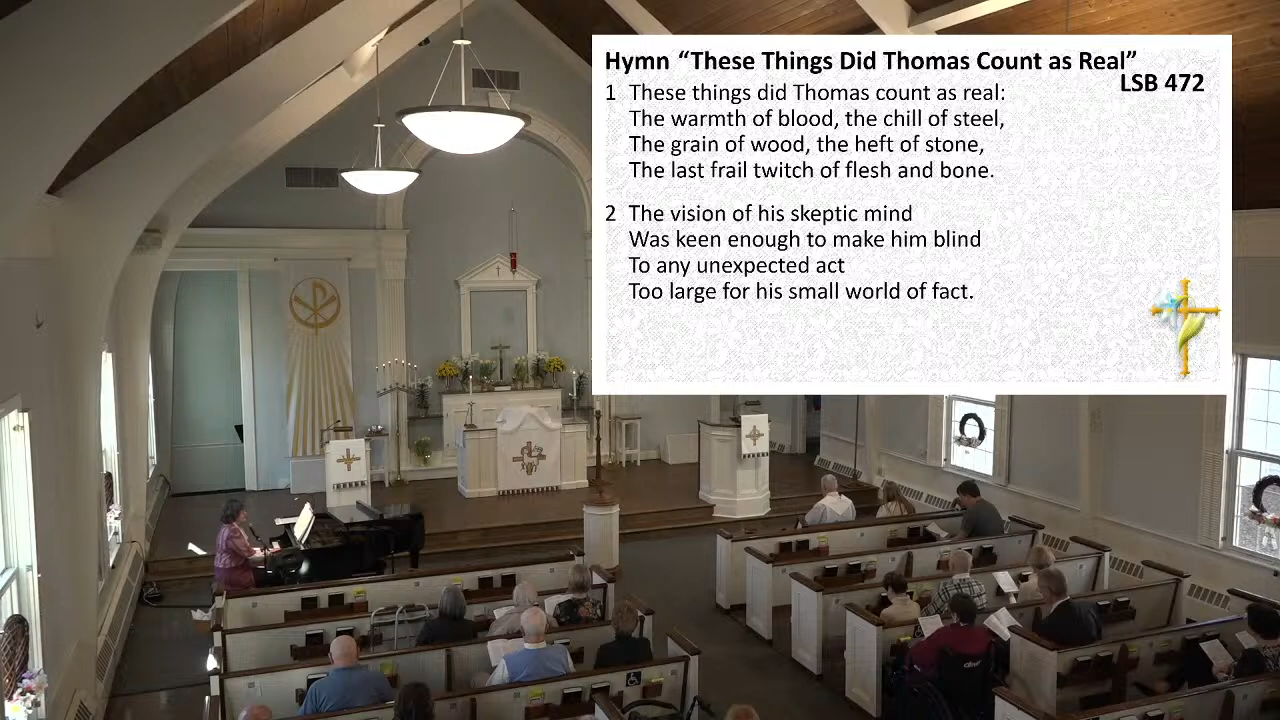 Hymn “These Things Did Thomas Count as Real”
LSB 472
1 These things did Thomas count as real:
The warmth of blood, the chill of steel,
The grain of wood, the heft of stone,
The last frail twitch of flesh and bone.
2 The vision of his skeptic mind
Was keen enough to make him blind
To any unexpected act
Too large for his small world of fact.